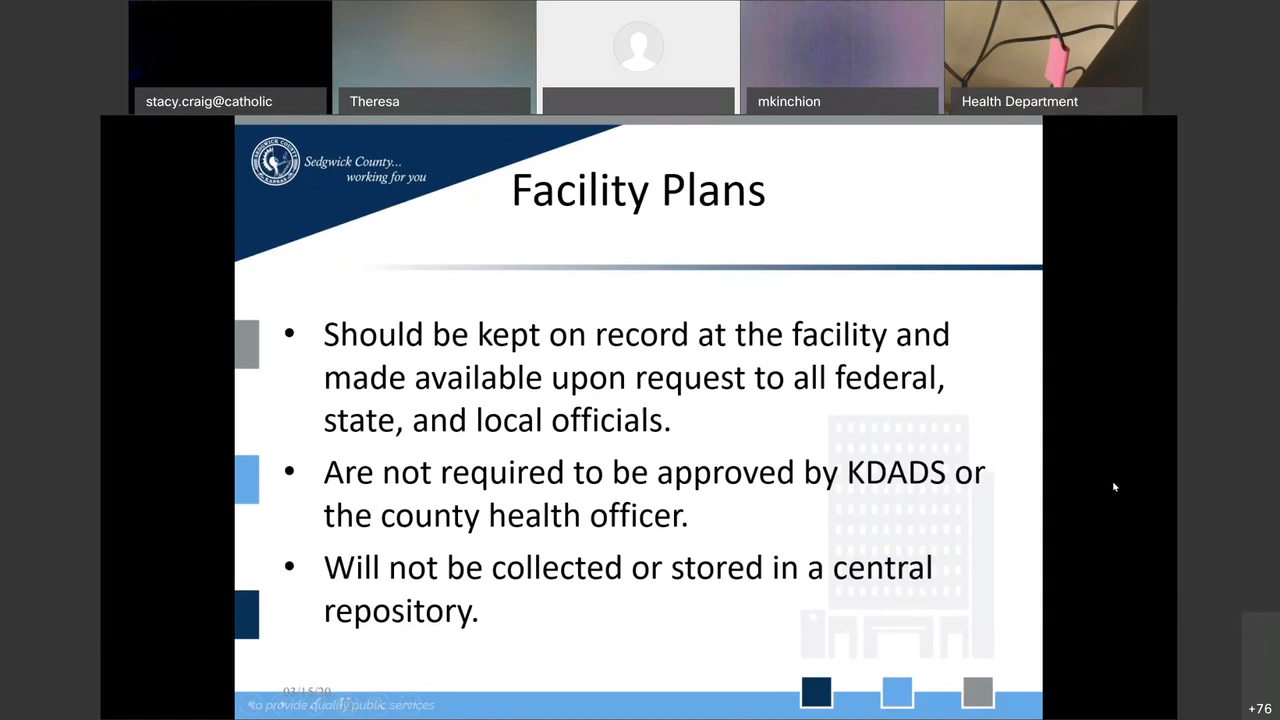 stacy.craig@catholic
Theresa
mkinchion
Health Department
Sedgwick County...
working for you
Facility Plans
• Should be kept on record at the facility and
made available upon request to all federal,
state, and local officials.
• Are not required to be approved by KDADS or
the county health officer.
• Will not be collected or stored in a central
repository.
03/15/20
to provide quality public services
+76